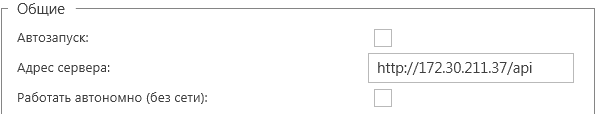 Общие
Автозапуск:
Адрес сервера: http://172.30.211.37/api
Работать автономно (без сети):